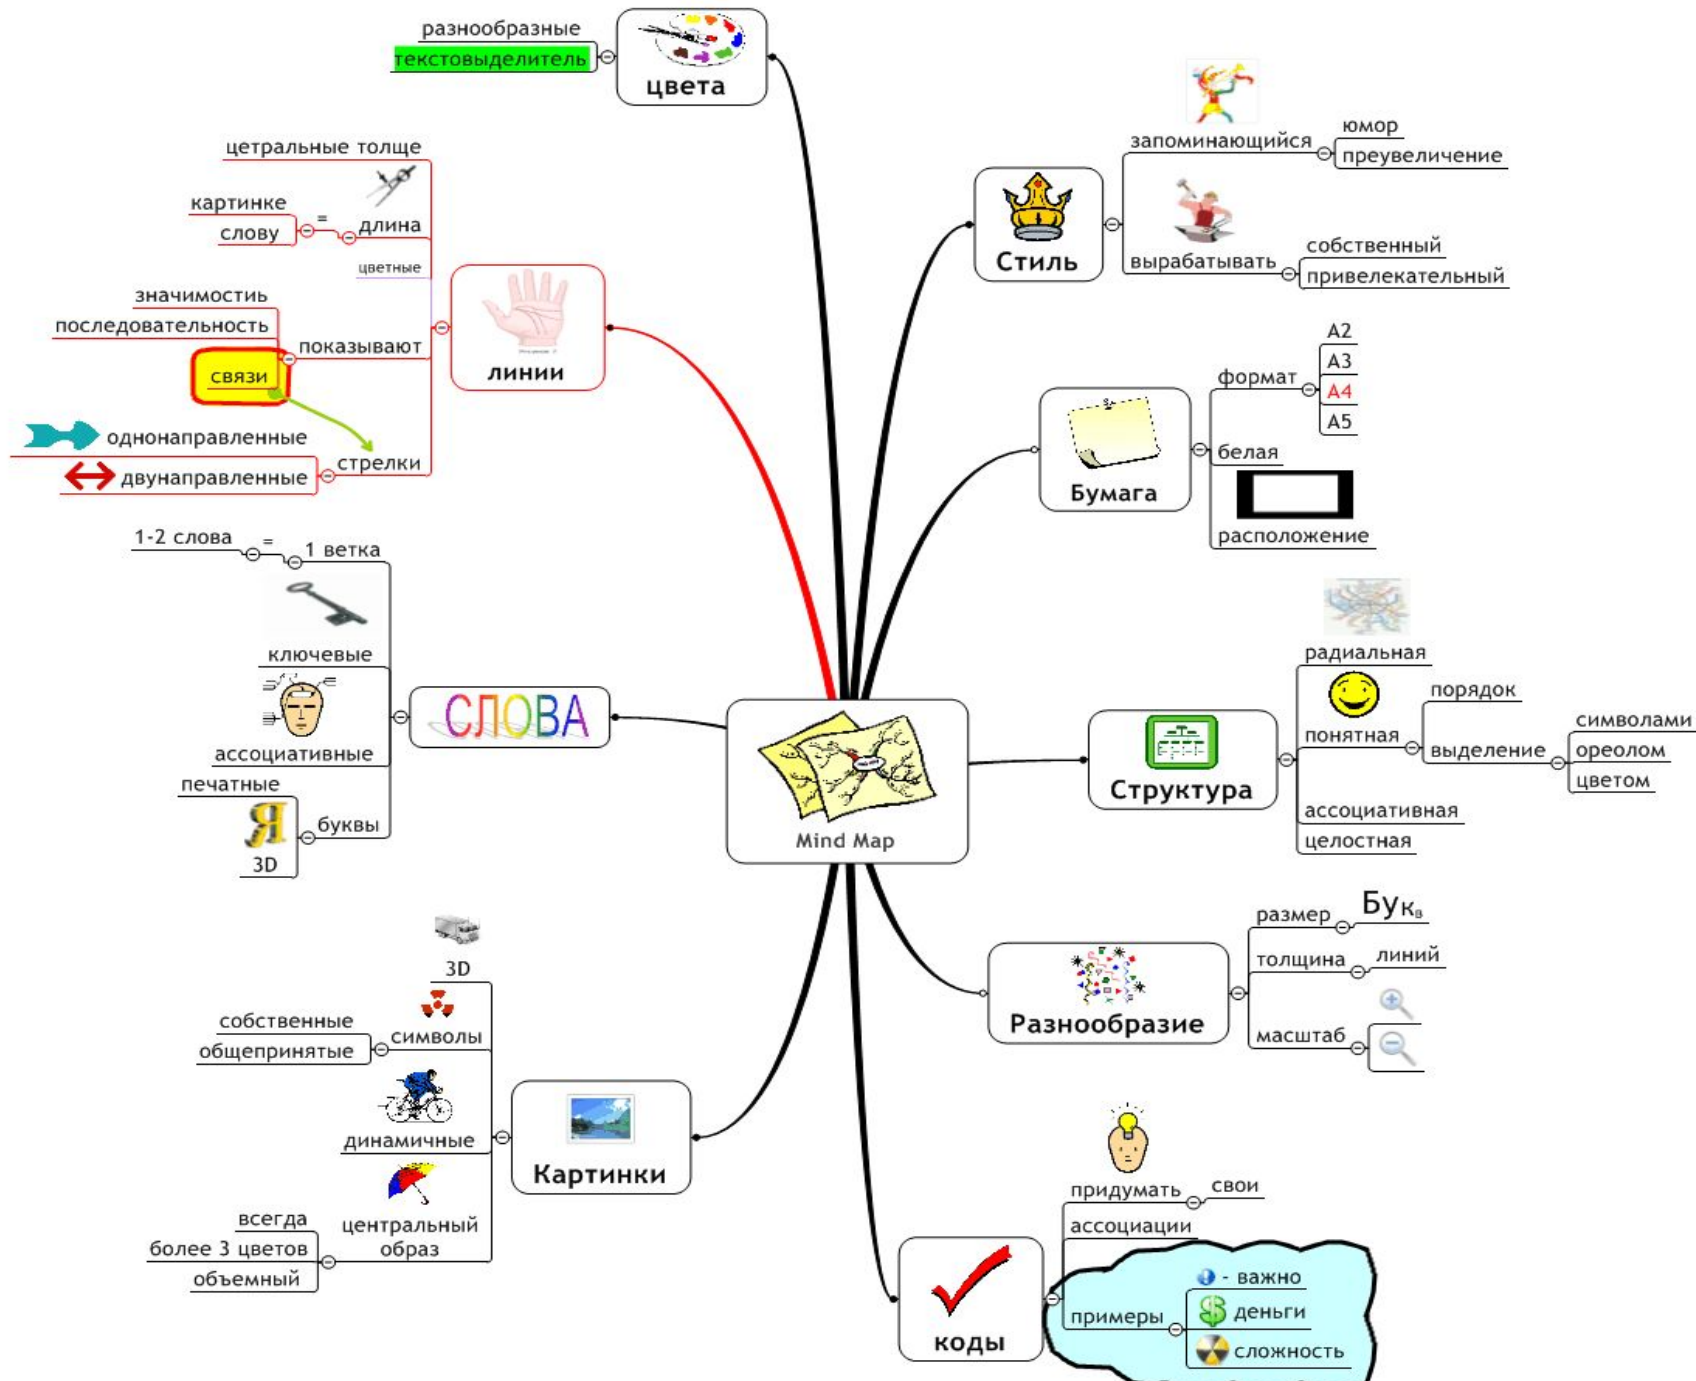 разнообразные
текстовыделитель
цвета
цетральные толще
картинке
слову
=
длина
цветные
значимостиь
последовательность
связи
показывают
однонаправленные
двунаправленные
стрелки
линии
1-2 слова
=
1 ветка
ключевые
ассоциативные
печатные
Я
3D
буквы
СЛОВА
3D
собственные
общепринятые
символы
динамичные
всегда
более 3 цветов
объемный
центральный
образ
Картинки
Mind Map
Стиль
запоминающийся
юмор
преувеличение
вырабатывать
собственный
привелекательный
Бумага
формат
А2
А3
А4
А5
белая
расположение
Структура
радиальная
понятная
порядок
выделение
символами
ореолом
цветом
ассоциативная
целостная
Разнообразие
размер
Букв
толщина
линий
масштаб
коды
придумать
свои
ассоциации
примеры
- важно
$ деньги
сложность